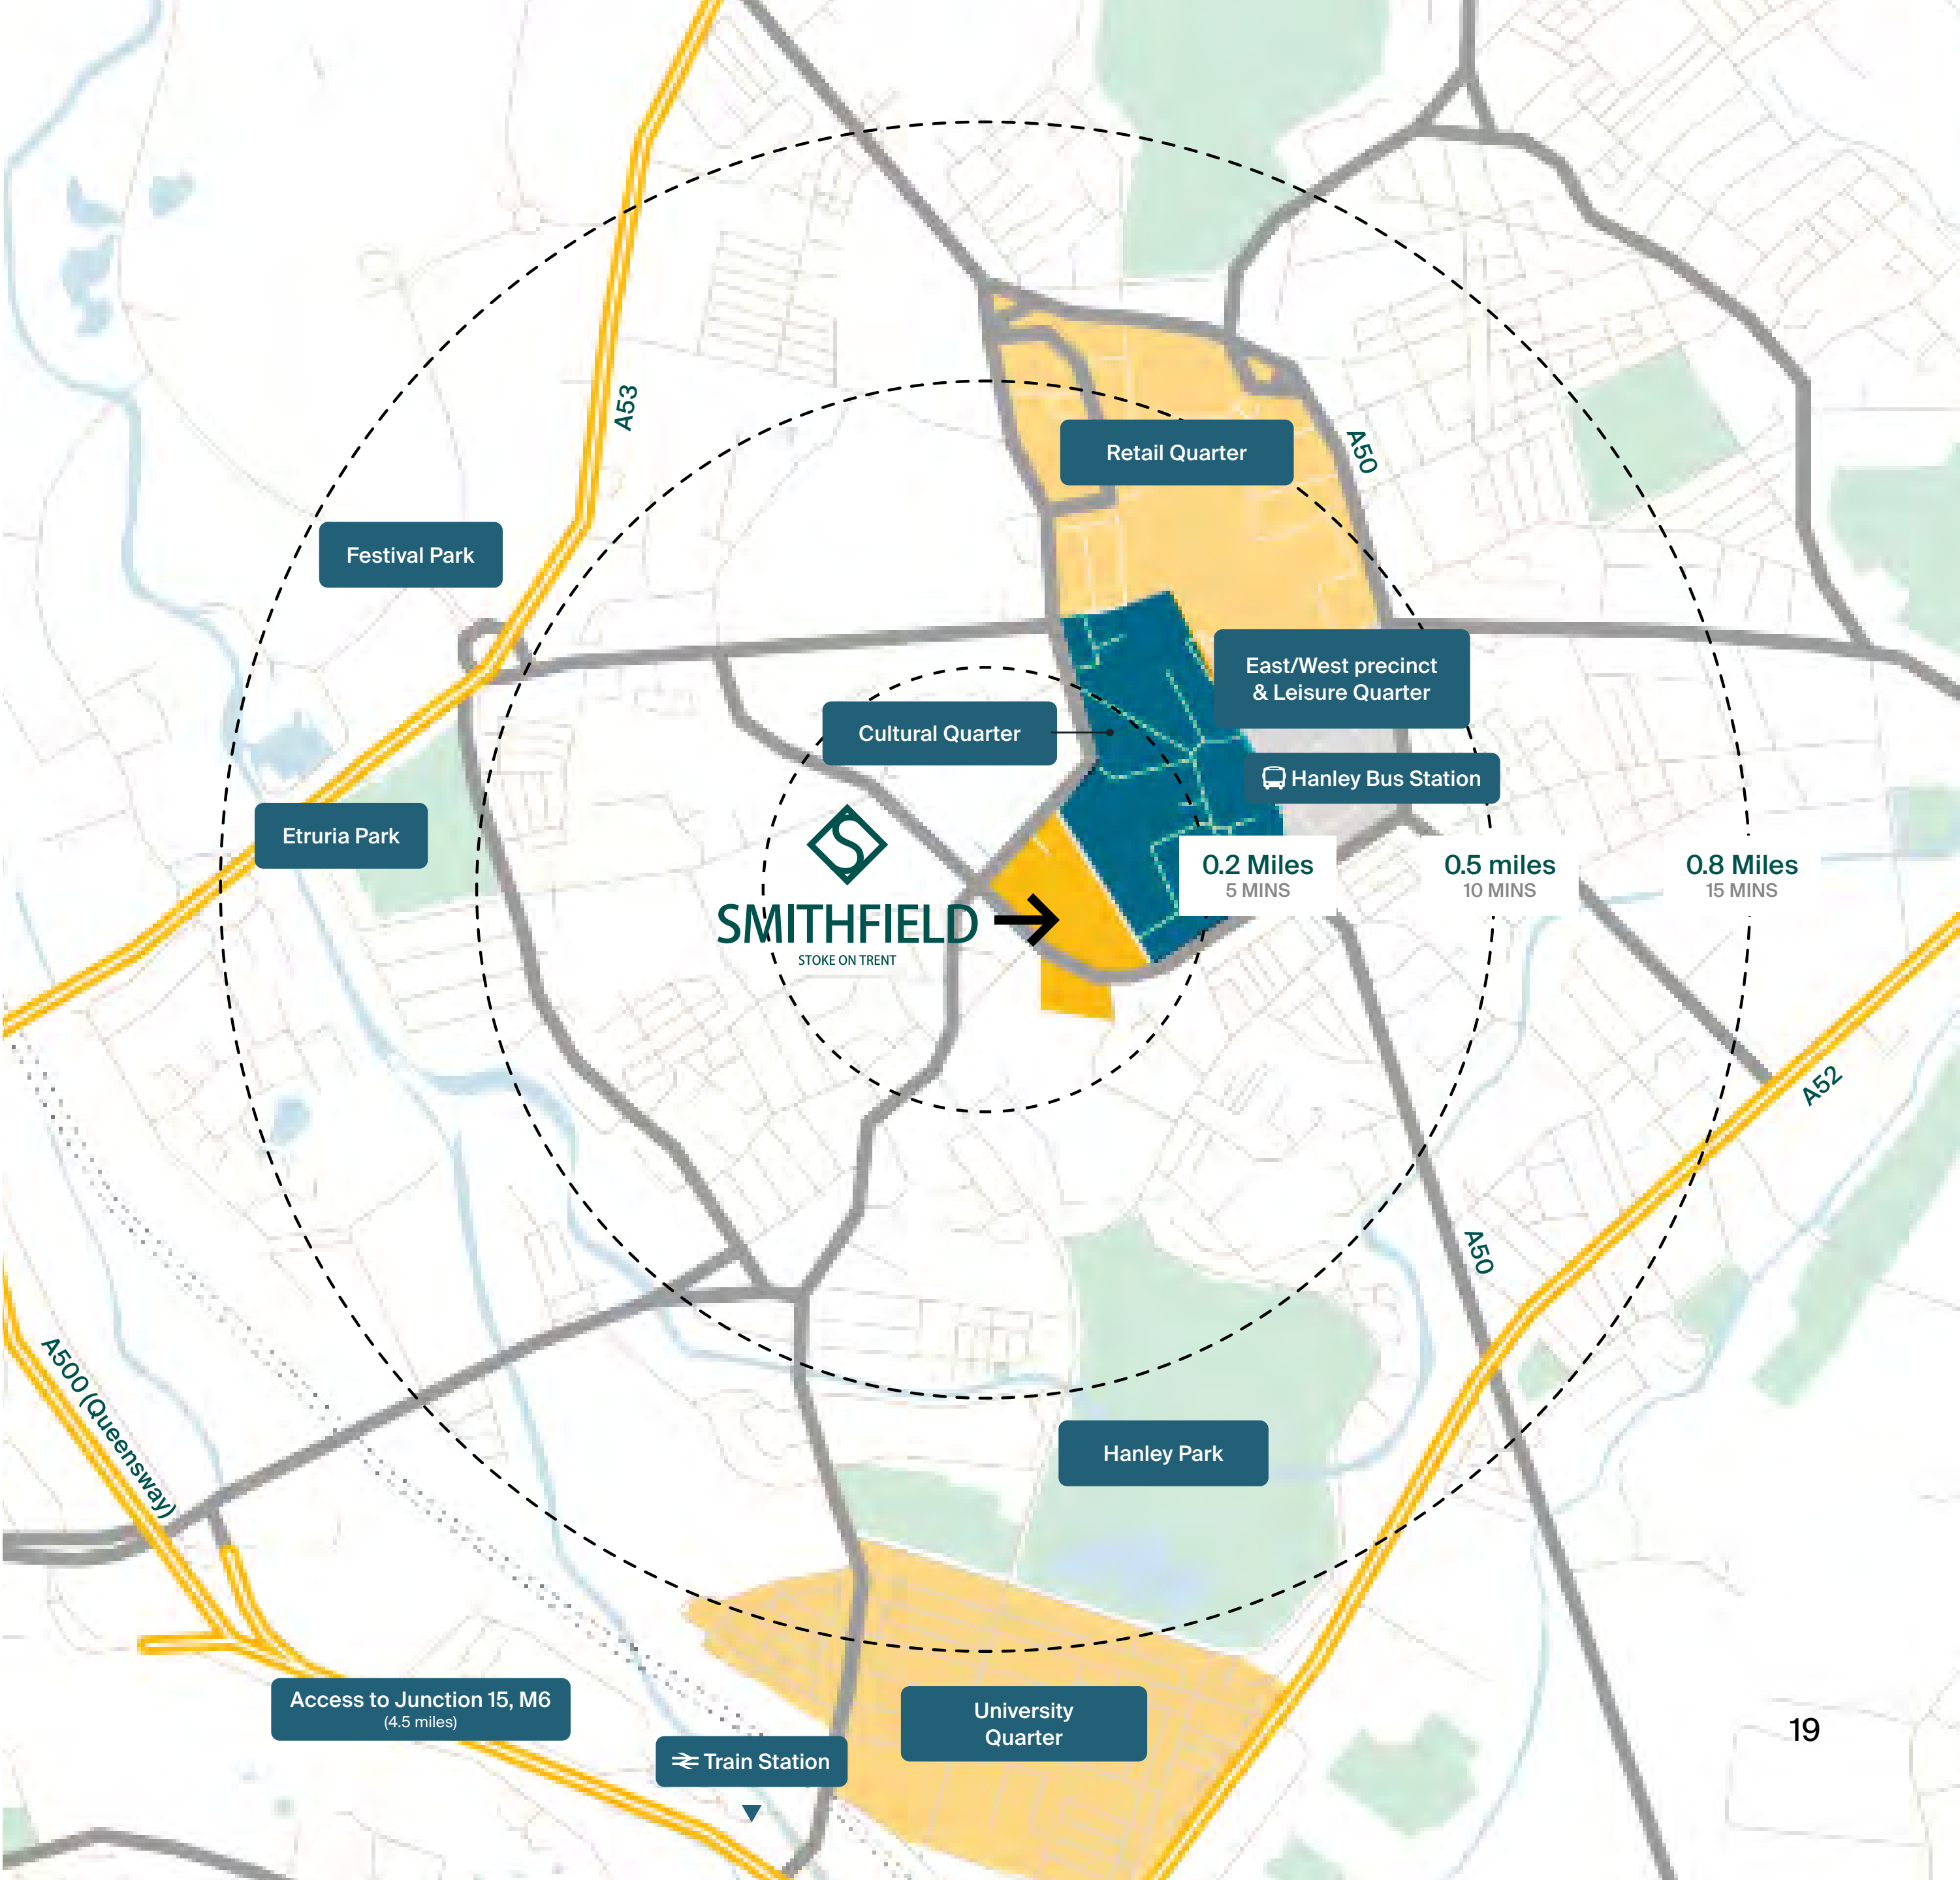 A53
A50
Retail Quarter
Festival Park
East/West precinct
& Leisure Quarter
Cultural Quarter
Hanley Bus Station
Etruria Park
0.2 Miles
5 MINS
0.5 miles
10 MINS
0.8 Miles
15 MINS
S
SMITHFIELD
STOKE ON TRENT
A52
A50
A500 (Queensway)
Hanley Park
Access to Junction 15, M6
(4.5 miles)
University
Quarter
Train Station
19